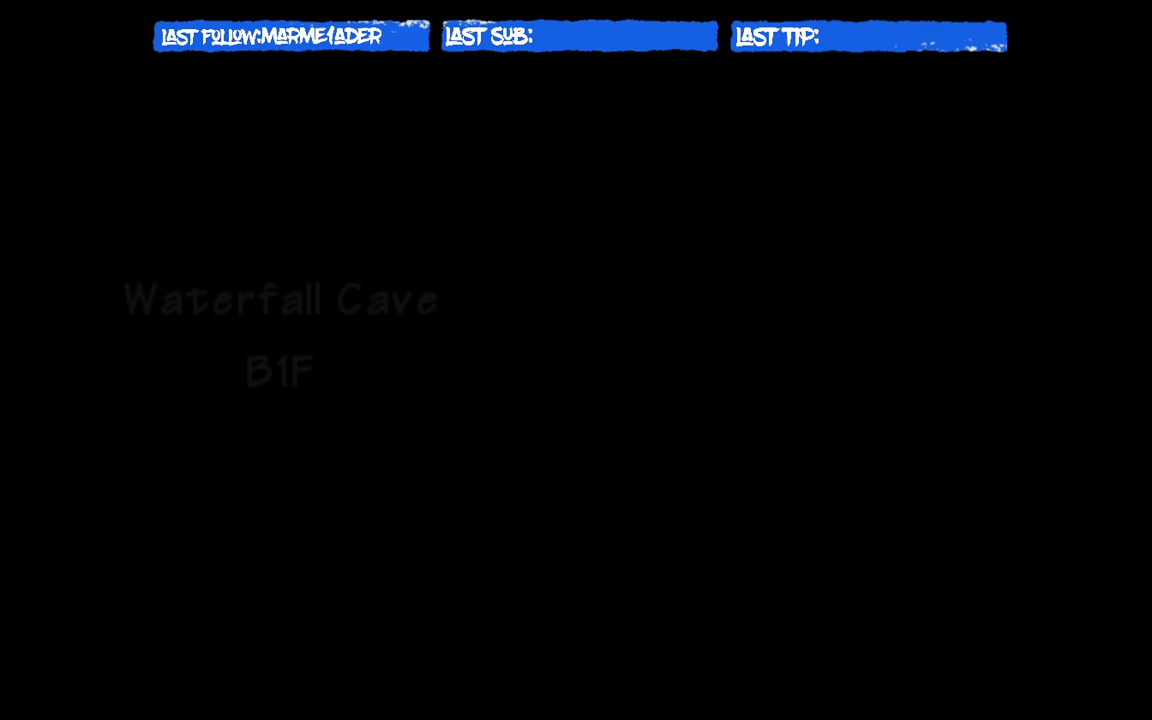 LAST FOLLOW:MARME1ADER
LAST SUB:
LAST TIP:
Waterfall Cave
B1F